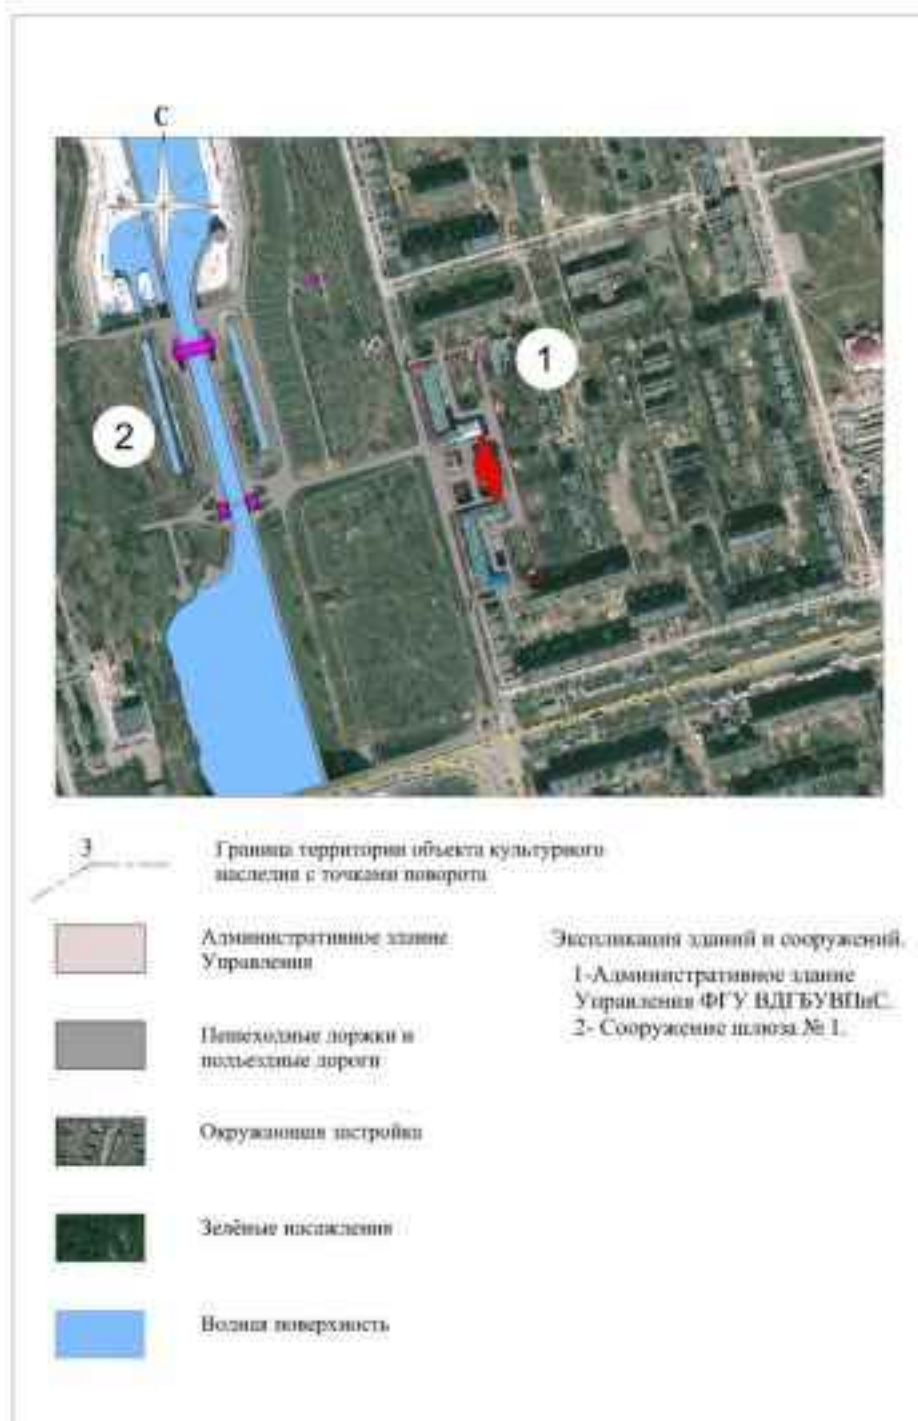 С
1
2
3
Граница территории объекта культурного
наследия с точками поворота
Административное здание
Управления
Пешеходные доржки и
подъездные дороги
Окружающая застройка
Зелёные насаждения
Водная поверхность
Экспликация зданий и сооружений.
1-Административное здание
Управления ФГУ ВДГБУВПиС.
2- Сооружение шлюза № 1.